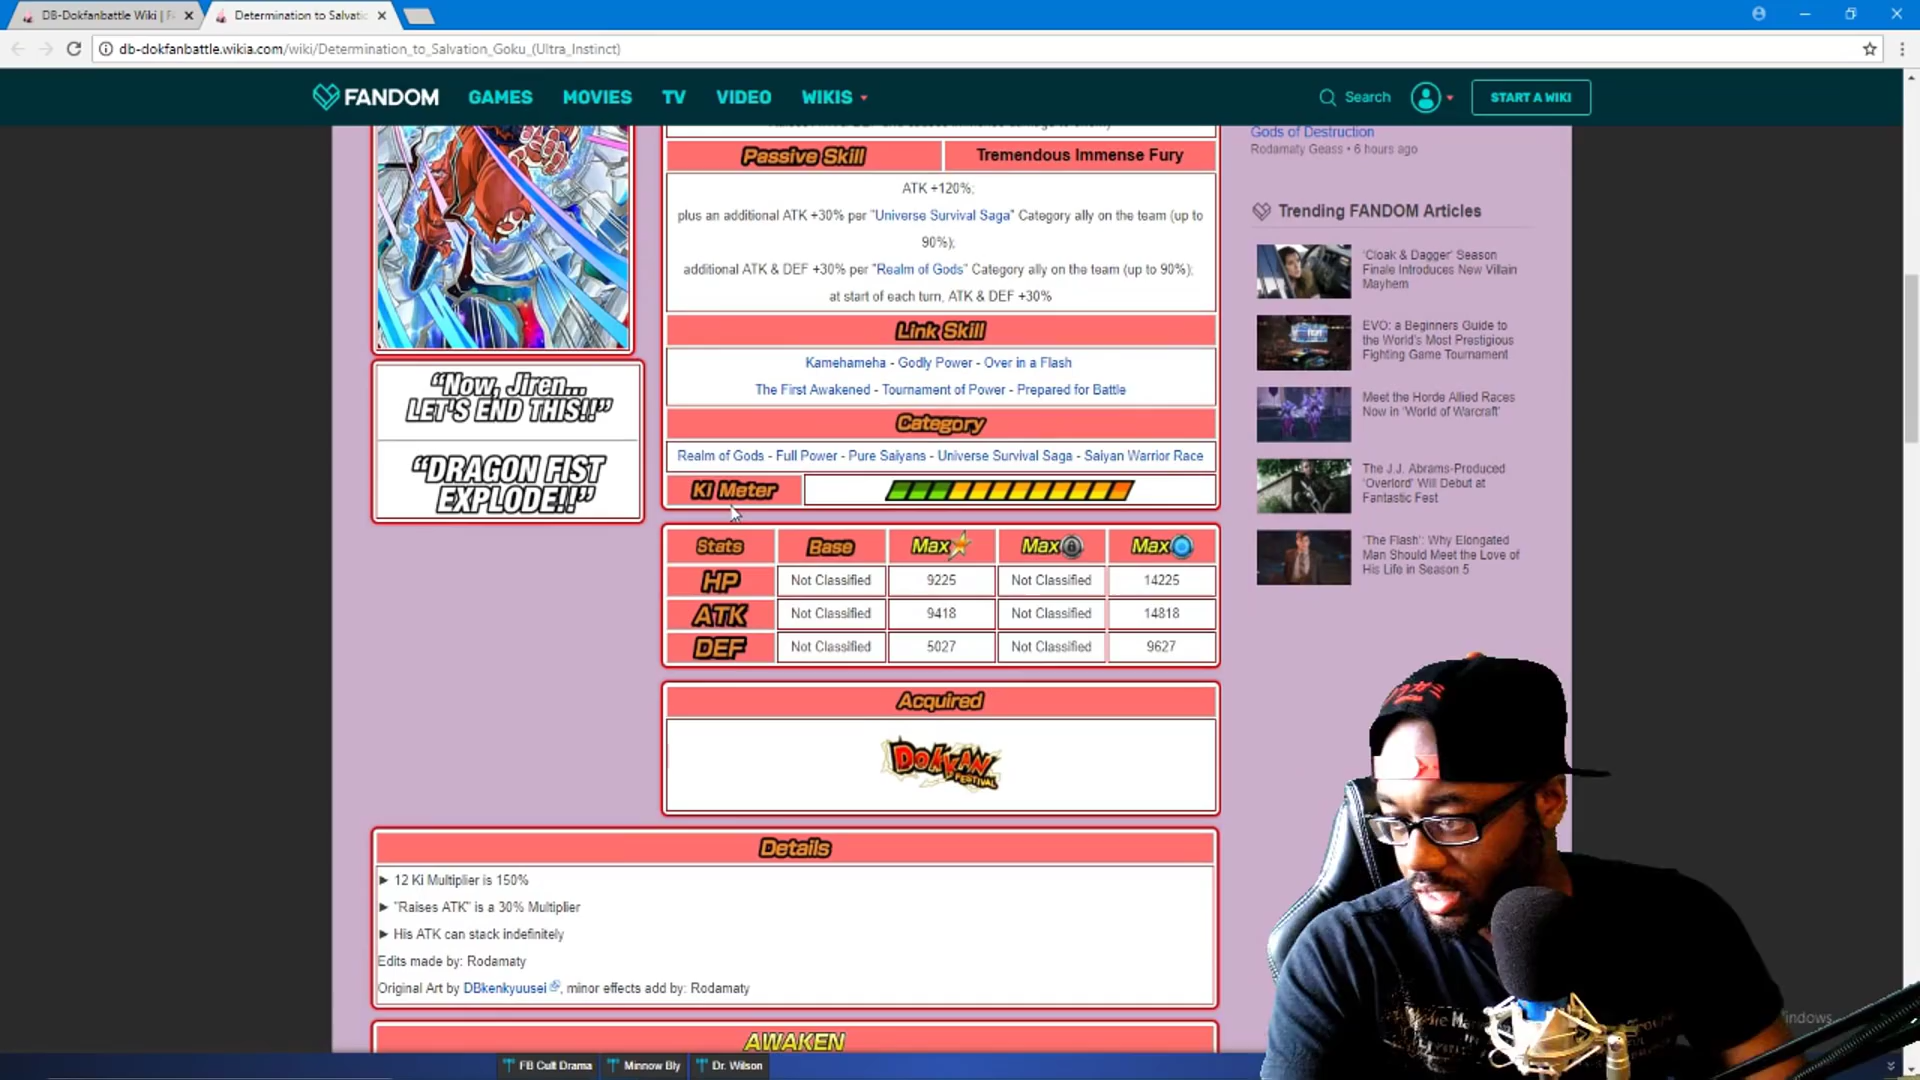 DB-Dokfanbattle Wiki | F
Determination to Salvatio
db-dokfanbattle.wikia.com/wiki/Determination_to_Salvation_Goku_(Ultra_Instinct)
FANDOM GAMES MOVIES TV VIDEO WIKIS Search START A WIKI
Gods of Destruction
Rodamaty Geass • 6 hours ago
Passive Skill Tremendous Immense Fury
ATK +120%;
plus an additional ATK +30% per "Universe Survival Saga" Category ally on the team (up to
90%);
additional ATK & DEF +30% per "Realm of Gods" Category ally on the team (up to 90%);
at start of each turn, ATK & DEF +30%
Link Skill
Kamehameha - Godly Power - Over in a Flash
The First Awakened - Tournament of Power - Prepared for Battle
Category
Realm of Gods - Full Power - Pure Saiyans - Universe Survival Saga - Saiyan Warrior Race
Ki Meter
"Now, Jiren...
LET'S END THIS!!"
"DRAGON FIST
EXPLODE!!"
Stats Base Max Max Max
HP Not Classified 9225 Not Classified 14225
ATK Not Classified 9418 Not Classified 14818
DEF Not Classified 5027 Not Classified 9627
Acquired
DOKKAN
FESTIVAL
Details
► 12 Ki Multiplier is 150%
► "Raises ATK" is a 30% Multiplier
► His ATK can stack indefinitely
Edits made by: Rodamaty
Original Art by DBkenkyuusei, minor effects add by: Rodamaty
AWAKEN
Trending FANDOM Articles
'Cloak & Dagger' Season
Finale Introduces New Villain
Mayhem
EVO: a Beginners Guide to
the World's Most Prestigious
Fighting Game Tournament
Meet the Horde Allied Races
Now in 'World of Warcraft'
The J.J. Abrams-Produced
'Overlord' Will Debut at
Fantastic Fest
'The Flash': Why Elongated
Man Should Meet the Love of
His Life in Season 5
FB Cult Drama Minnow Bly Dr. Wilson